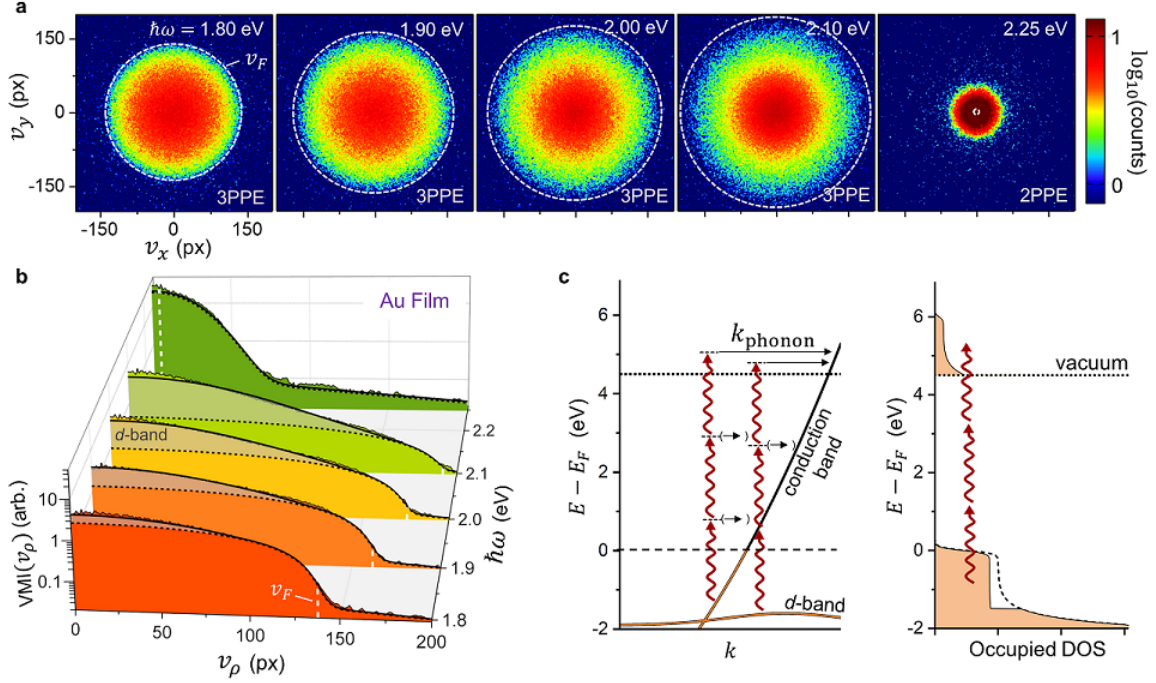 a
ħω = 1.80 eV
1.90 eV
2.00 eV
2.10 eV
2.25 eV
v_F
3PPE
3PPE
3PPE
3PPE
2PPE
150
75
0
-75
-150
v_y (px)
-150
0
150
v_x (px)
1
0
log₁₀(counts)
b
Au Film
d-band
v_F
10
1
0.1
VMI(v_ρ) (arb.)
0
50
100
150
200
v_ρ (px)
2.2
2.1
2.0
1.9
1.8
ħω (eV)
c
k_phonon
conduction
band
d-band
6
4
2
0
-2
E − E_F (eV)
k
vacuum
6
4
2
0
-2
E − E_F (eV)
Occupied DOS